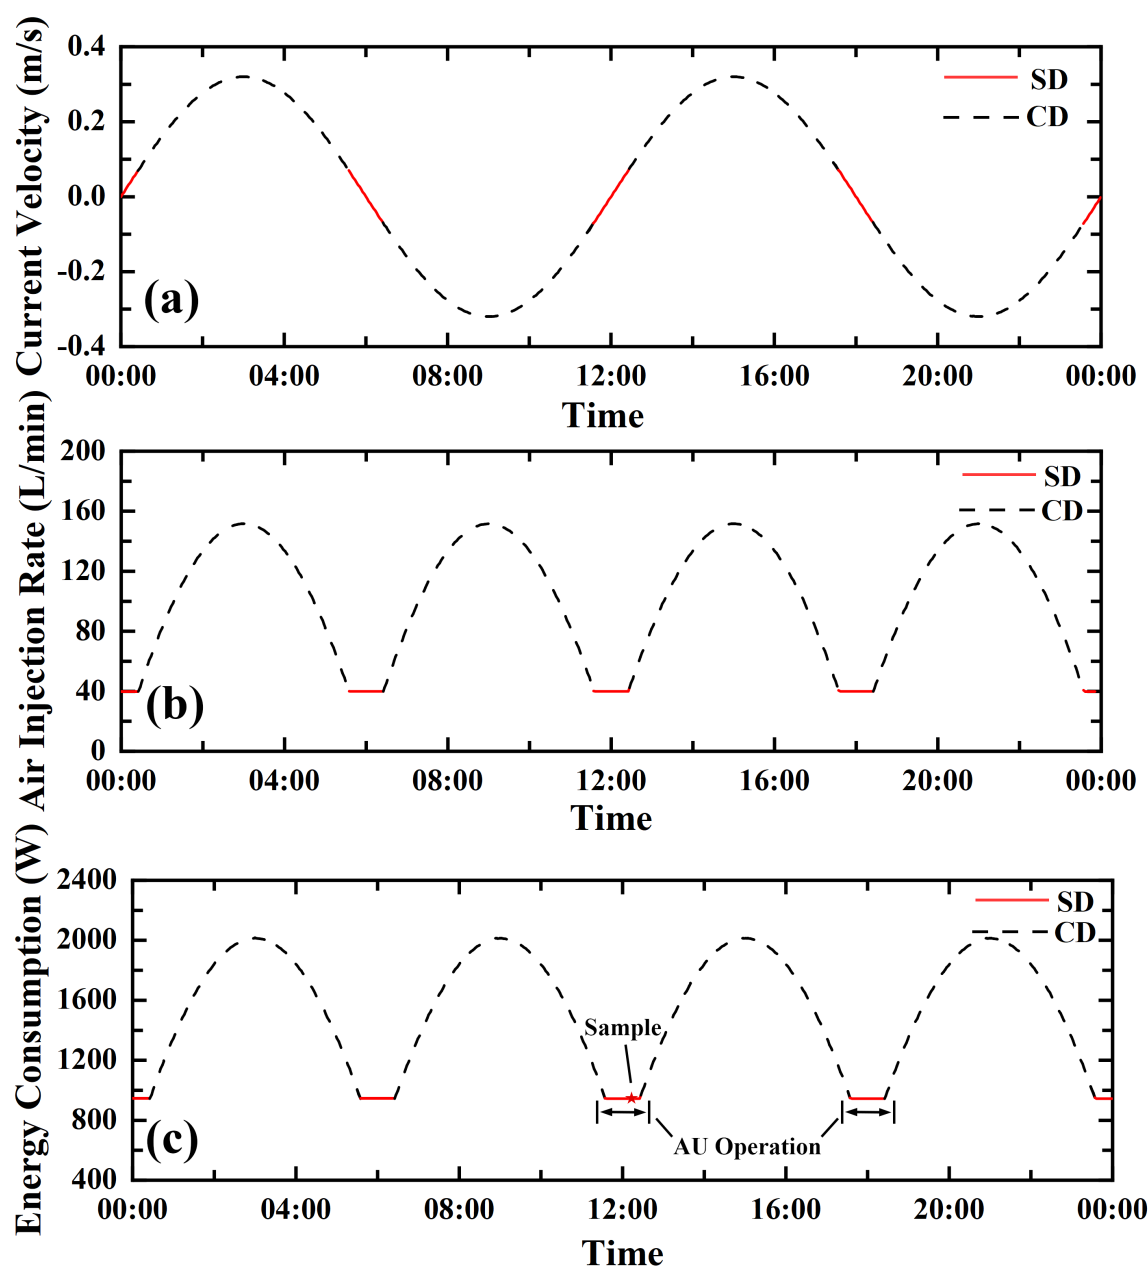 Current Velocity (m/s)
0.4
0.2
0.0
-0.2
-0.4
SD
CD
(a)
00:00 04:00 08:00 12:00 16:00 20:00 00:00
Time
Air Injection Rate (L/min)
200
160
120
80
40
0
SD
CD
(b)
00:00 04:00 08:00 12:00 16:00 20:00 00:00
Time
Energy Consumption (W)
2400
2000
1600
1200
800
400
SD
CD
Sample
AU Operation
(c)
00:00 04:00 08:00 12:00 16:00 20:00 00:00
Time